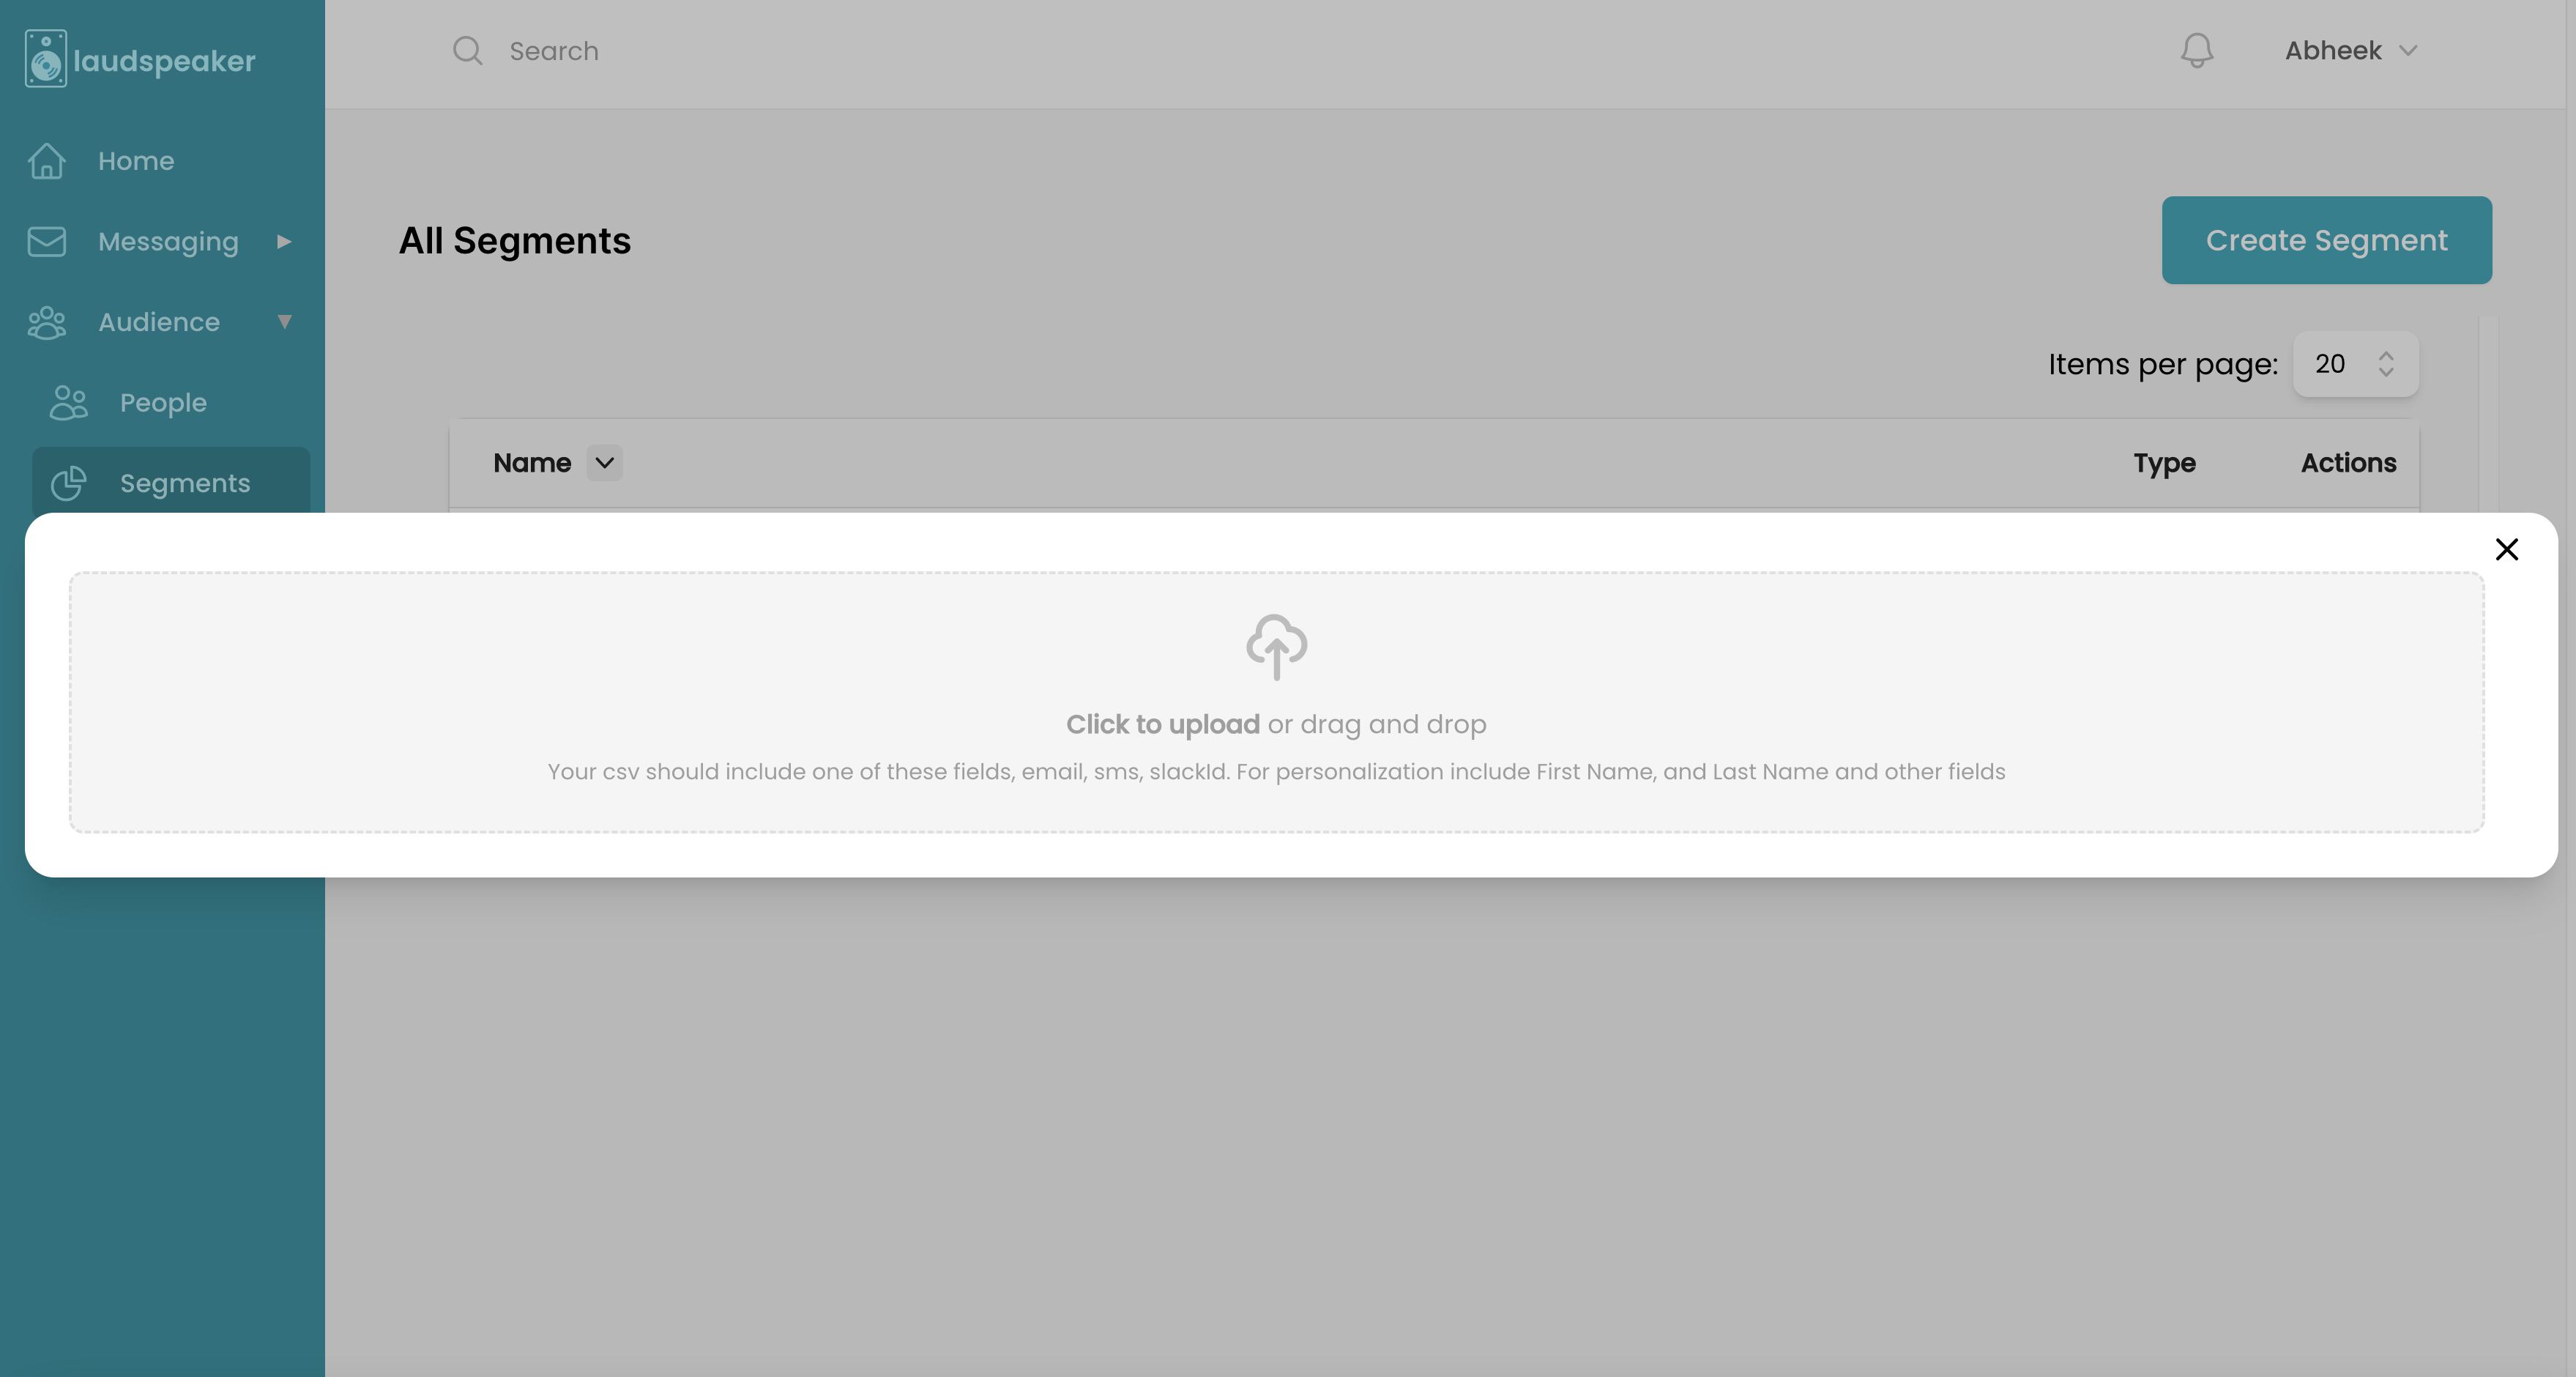 laudspeaker
Search
Abheek
Home
Messaging
Audience
People
Segments
All Segments
Create Segment
Items per page: 20
Name
Type
Actions
Click to upload or drag and drop
Your csv should include one of these fields, email, sms, slackId. For personalization include First Name, and Last Name and other fields